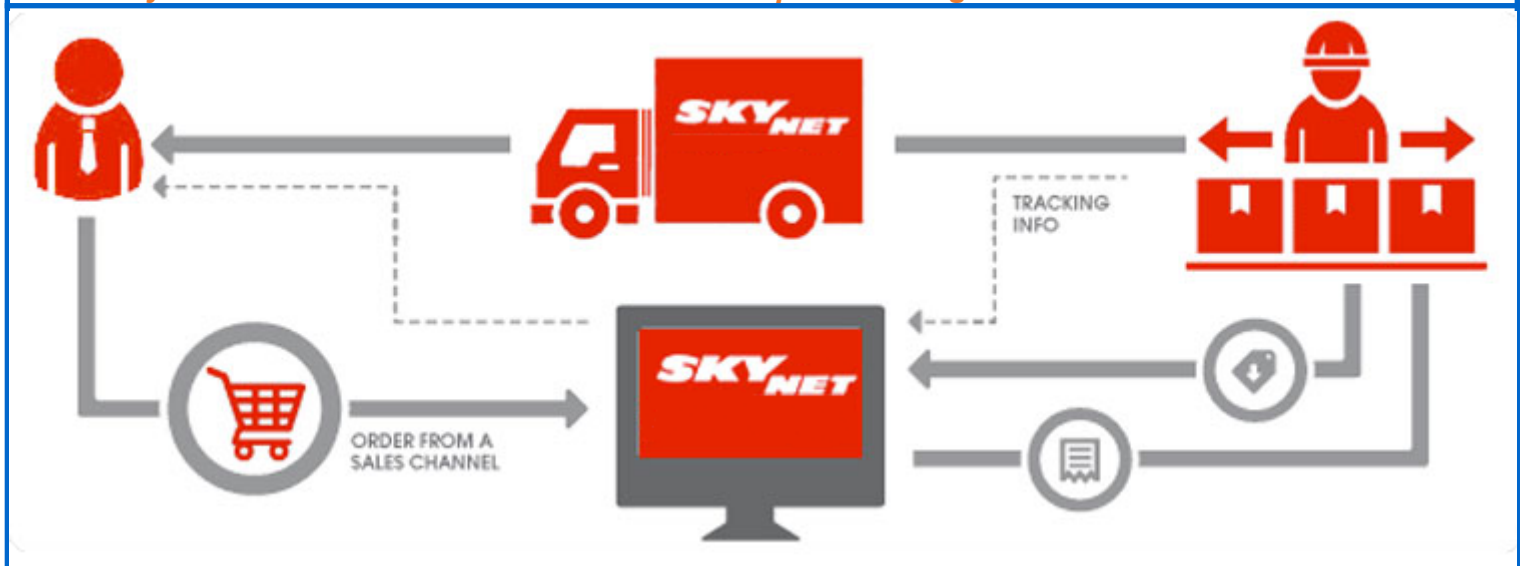 SKYNET
TRACKING
INFO
SKYNET
ORDER FROM A
SALES CHANNEL